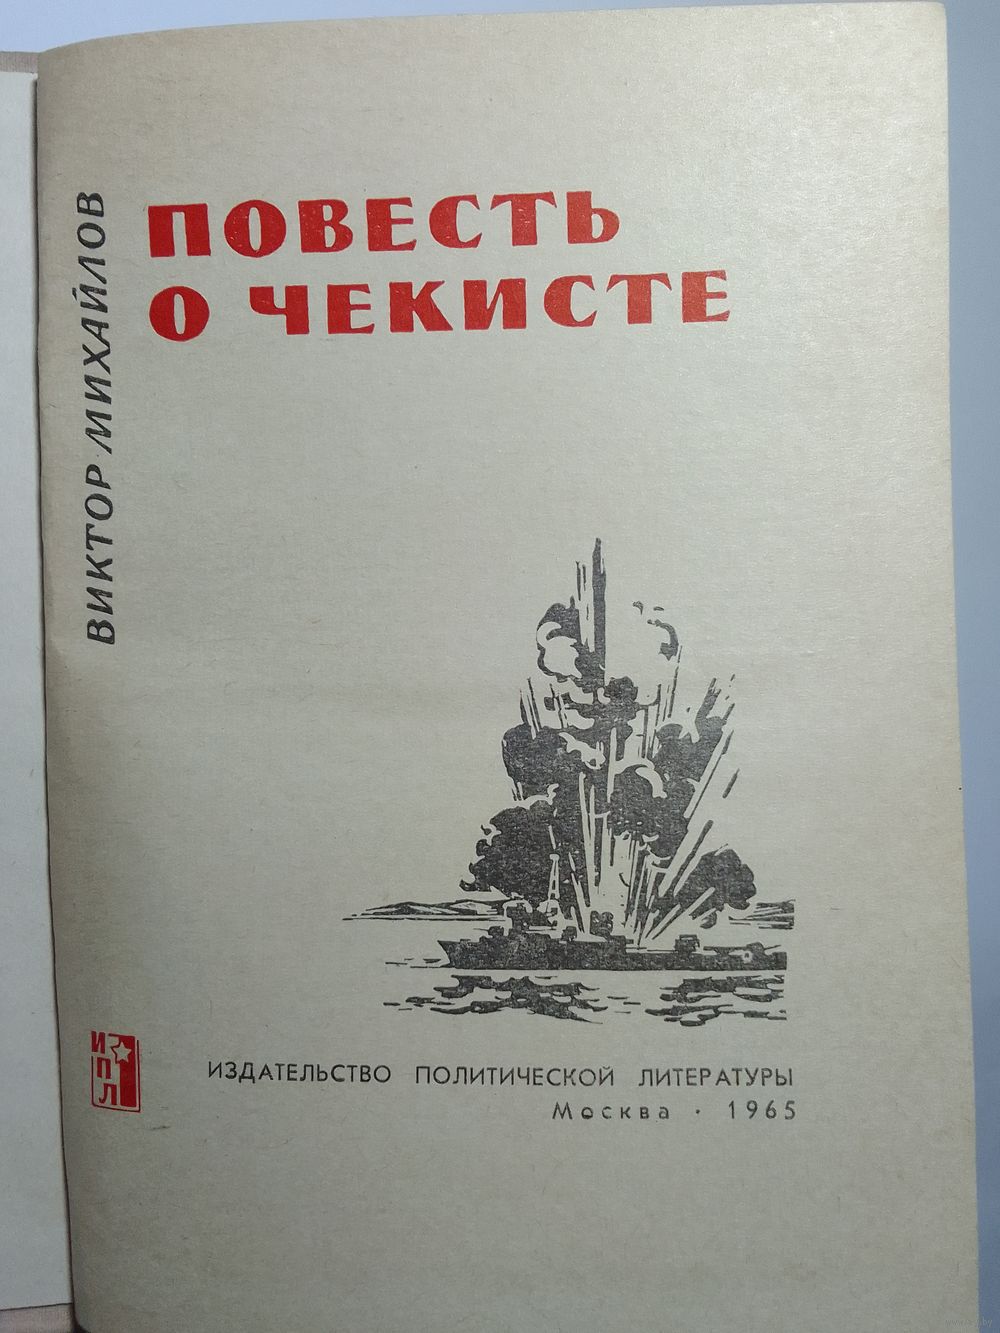 ВИКТОР МИХАЙЛОВ
ПОВЕСТЬ
О ЧЕКИСТЕ
ИПЛ
ИЗДАТЕЛЬСТВО ПОЛИТИЧЕСКОЙ ЛИТЕРАТУРЫ
Москва · 1965